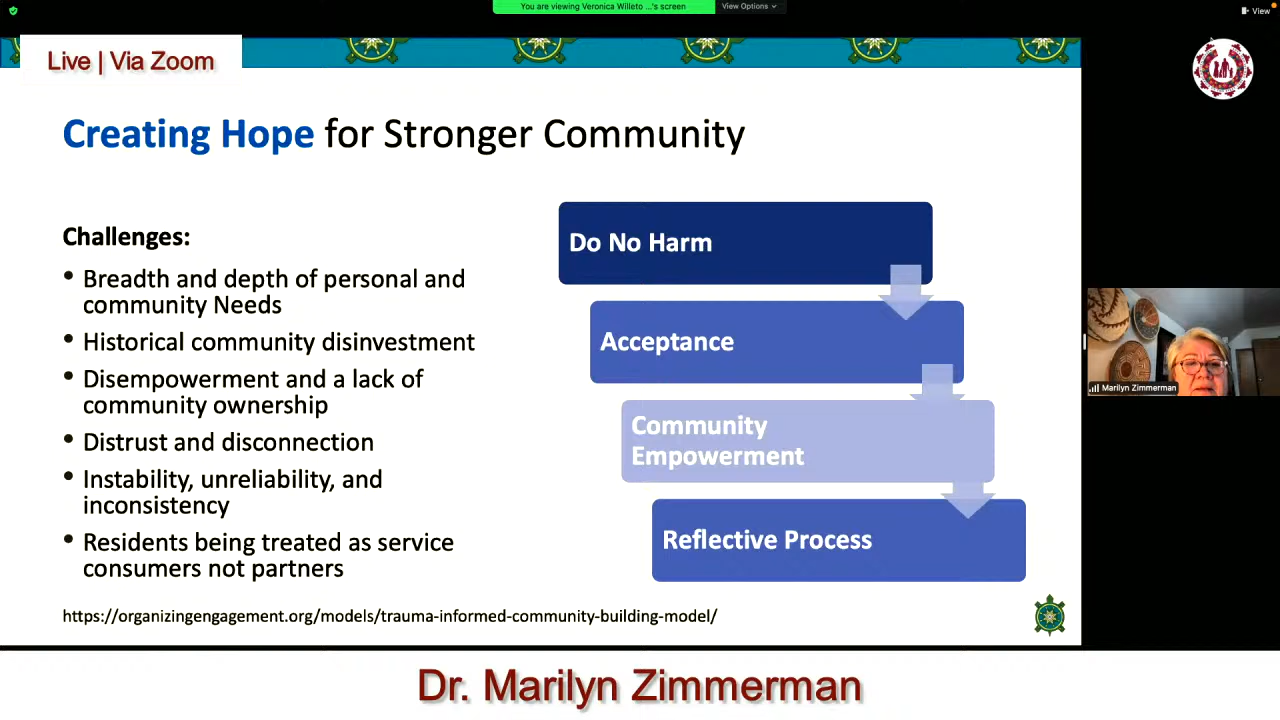 You are viewing Veronica Willeto ...'s screen
View Options
View
Live | Via Zoom
Creating Hope for Stronger Community
Challenges:
• Breadth and depth of personal and
community Needs
• Historical community disinvestment
• Disempowerment and a lack of
community ownership
• Distrust and disconnection
• Instability, unreliability, and
inconsistency
• Residents being treated as service
consumers not partners
https://organizingengagement.org/models/trauma-informed-community-building-model/
Do No Harm
Acceptance
Community
Empowerment
Reflective Process
Marilyn Zimmerman
Dr. Marilyn Zimmerman